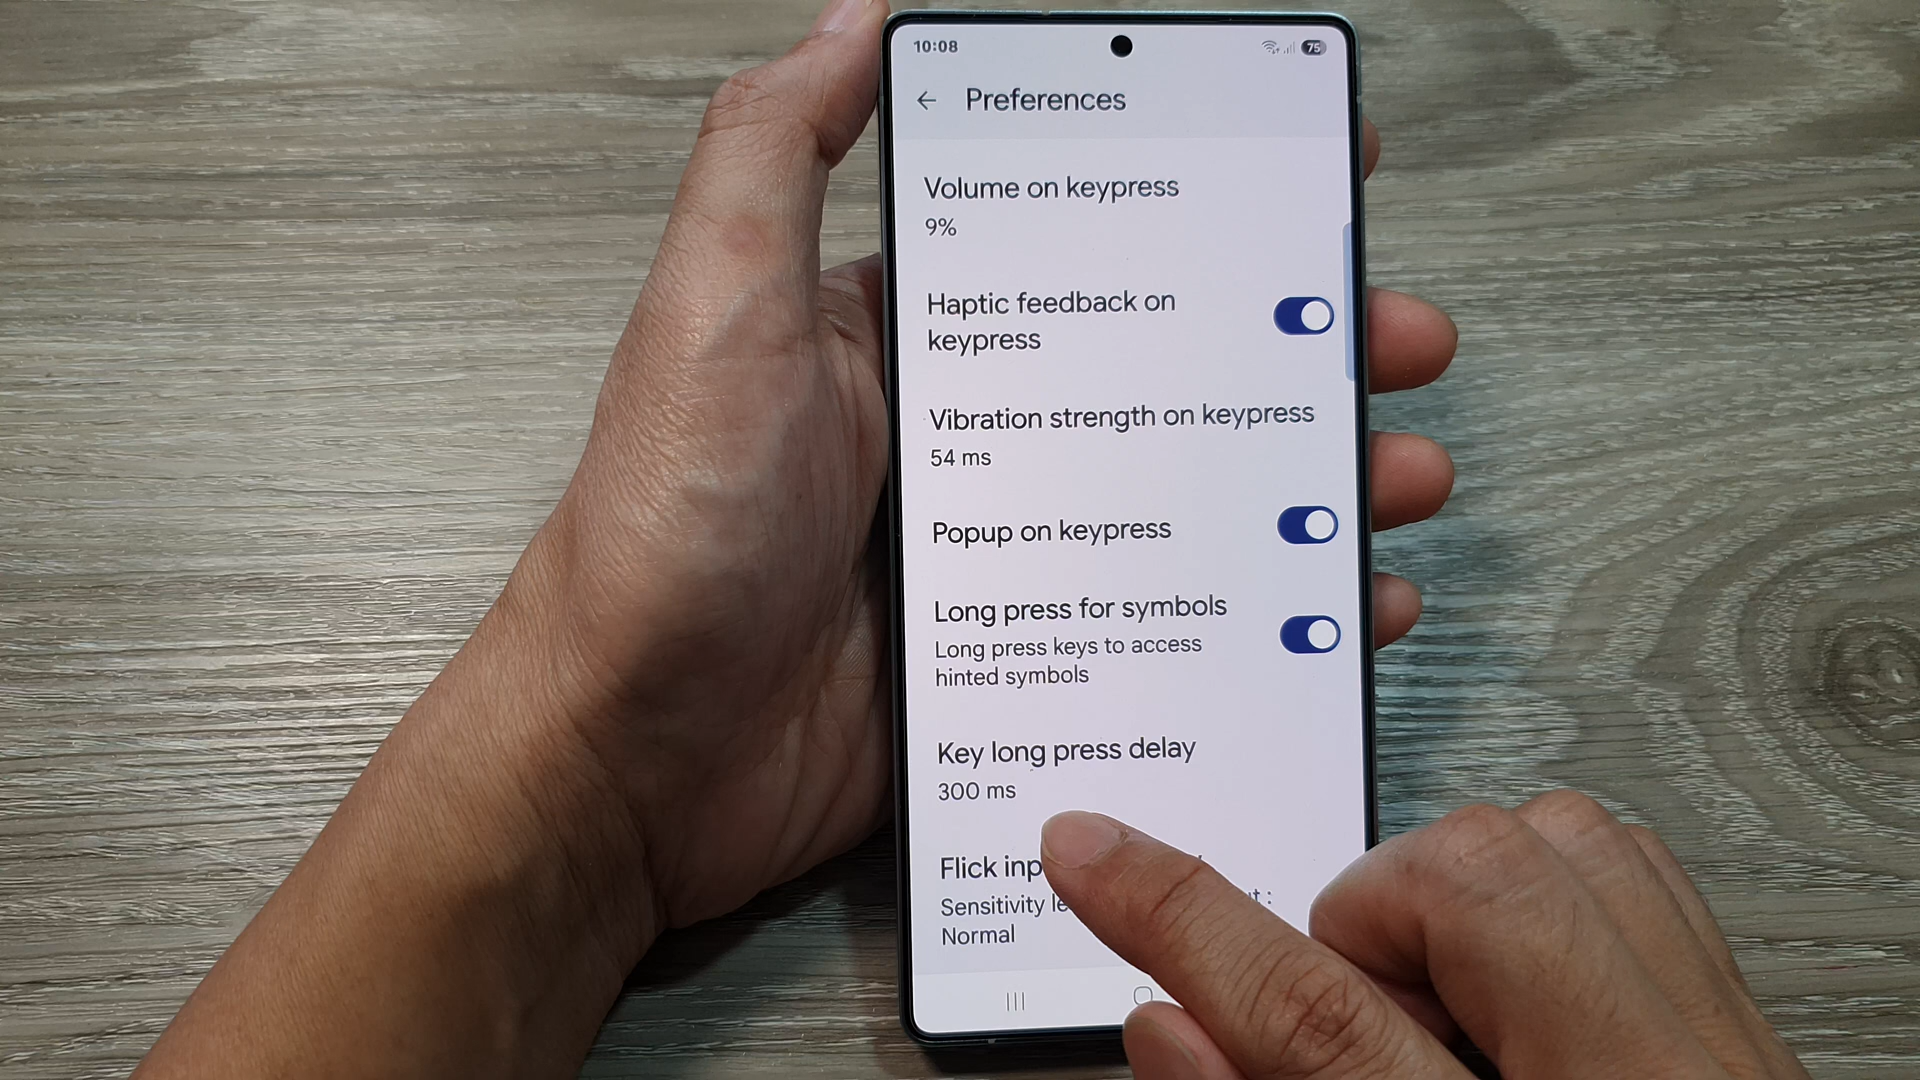 10:08
75
Preferences
Volume on keypress
9%
Haptic feedback on
keypress
Vibration strength on keypress
54 ms
Popup on keypress
Long press for symbols
Long press keys to access
hinted symbols
Key long press delay
300 ms
Flick
Sensitivity
Normal